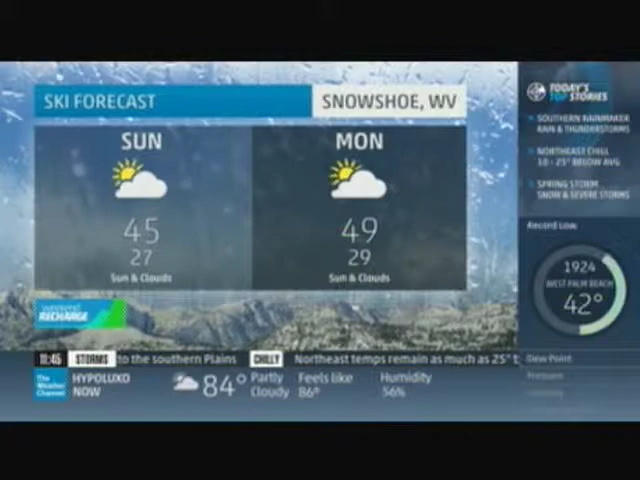 SKI FORECAST
SNOWSHOE, WV
SUN
MON
45
49
27
29
Sun & Clouds
Sun & Clouds
weekend
RECHARGE
TODAY'S
TOP STORIES
SOUTHERN RAINMAKER
RAIN & THUNDERSTORMS
NORTHEAST CHILL
10 - 25° BELOW AVG
SPRING STORM
SNOW & SEVERE STORMS
Record Low
1924
WEST PALM BEACH
42°
Dew Point
Pressure
11:45 STORMS to the southern Plains CHILLY Northeast temps remain as much as 25° t
The Weather Channel
HYPOLUXO
NOW
84°
Partly
Cloudy
Feels like
86°
Humidity
56%